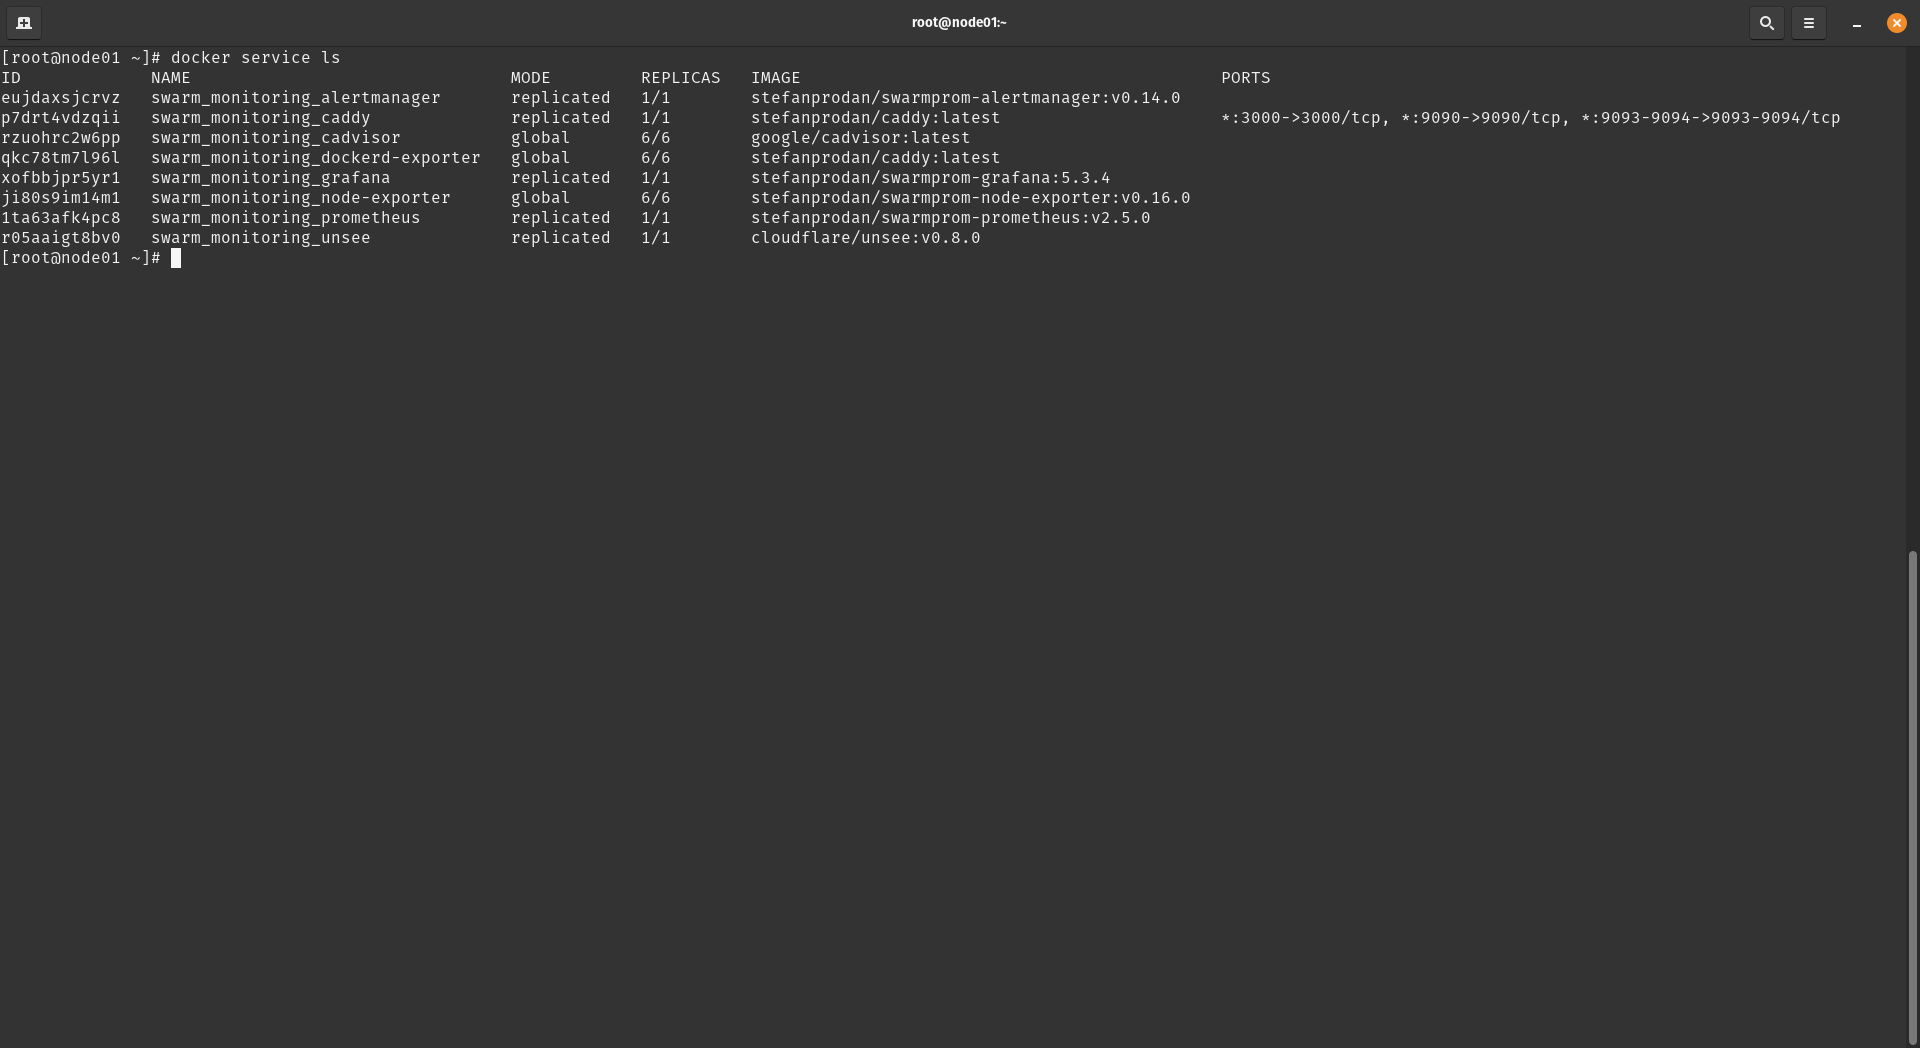 root@node01:~
[root@node01 ~]# docker service ls
ID             NAME                                MODE         REPLICAS   IMAGE                                          PORTS
eujdaxsjcrvz   swarm_monitoring_alertmanager       replicated   1/1        stefanprodan/swarmprom-alertmanager:v0.14.0
p7drt4vdzqii   swarm_monitoring_caddy              replicated   1/1        stefanprodan/caddy:latest                      *:3000->3000/tcp, *:9090->9090/tcp, *:9093-9094->9093-9094/tcp
rzuohrc2w6pp   swarm_monitoring_cadvisor           global       6/6        google/cadvisor:latest
qkc78tm7l96l   swarm_monitoring_dockerd-exporter   global       6/6        stefanprodan/caddy:latest
xofbbjpr5yr1   swarm_monitoring_grafana            replicated   1/1        stefanprodan/swarmprom-grafana:5.3.4
ji80s9im14m1   swarm_monitoring_node-exporter      global       6/6        stefanprodan/swarmprom-node-exporter:v0.16.0
1ta63afk4pc8   swarm_monitoring_prometheus         replicated   1/1        stefanprodan/swarmprom-prometheus:v2.5.0
r05aaigt8bv0   swarm_monitoring_unsee              replicated   1/1        cloudflare/unsee:v0.8.0
[root@node01 ~]#